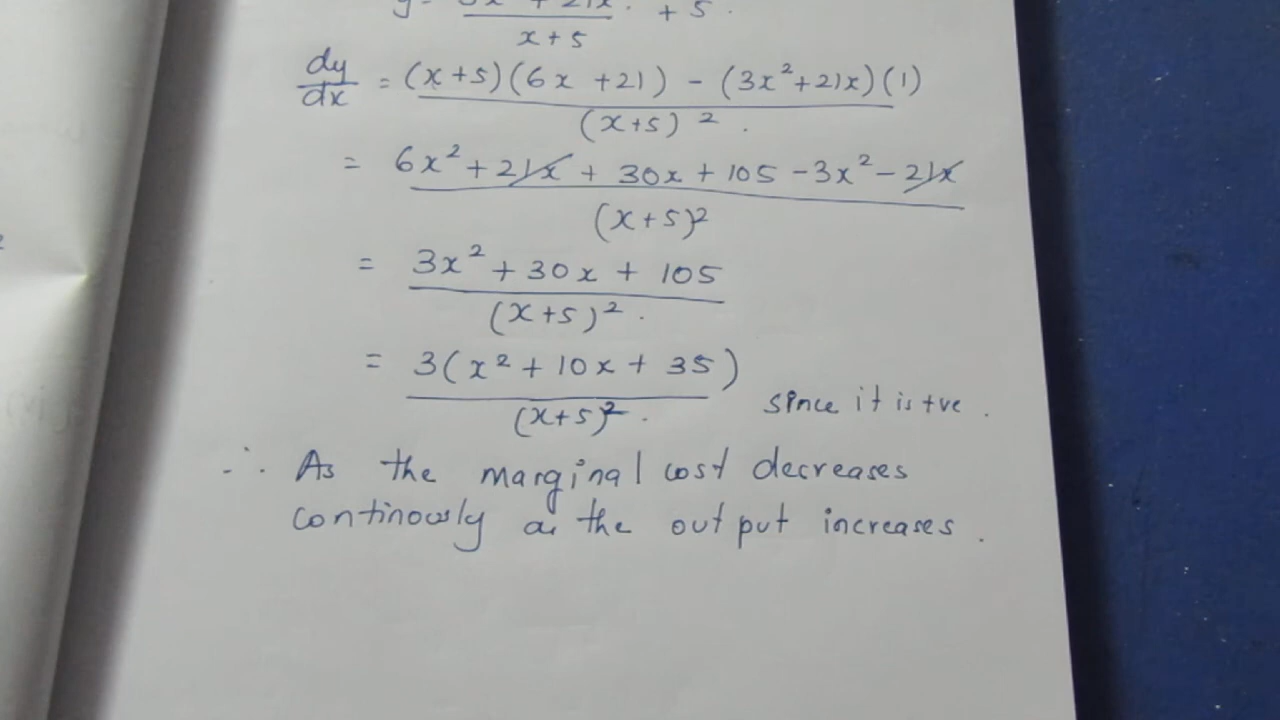 x + 5 + 5 .
dy/dx = (x +5) (6x +21) - (3x²+21x) (1)
(x+5) ² .
= 6x² + 21x + 30x + 105 - 3x² - 21x
(x+5)²
= 3x² + 30x + 105
(x+5)² .
= 3(x² + 10x + 35)
(x+5)² . since it is +ve .
∴ As the marginal cost decreases
continously as the output increases .